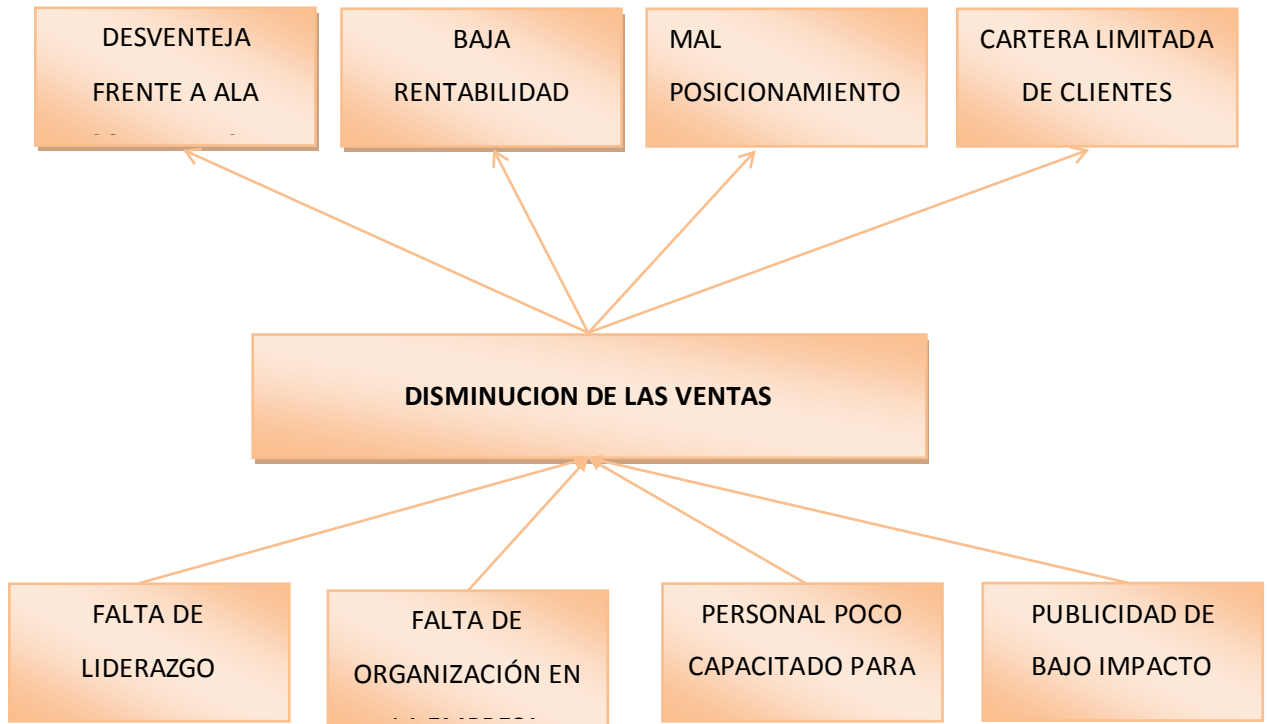 DESVENTEJA
FRENTE A ALA
BAJA
RENTABILIDAD
MAL
POSICIONAMIENTO
CARTERA LIMITADA
DE CLIENTES
DISMINUCION DE LAS VENTAS
FALTA DE
LIDERAZGO
FALTA DE
ORGANIZACIÓN EN
PERSONAL POCO
CAPACITADO PARA
PUBLICIDAD DE
BAJO IMPACTO